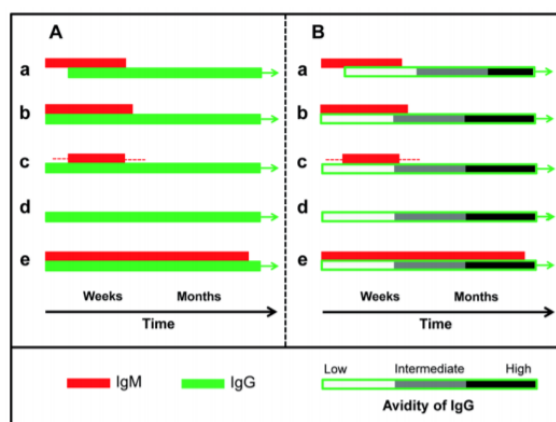 A
B
a
b
c
d
e
a
b
c
d
e
Weeks Months
Time
Weeks Months
Time
IgM IgG
Low Intermediate High
Avidity of IgG